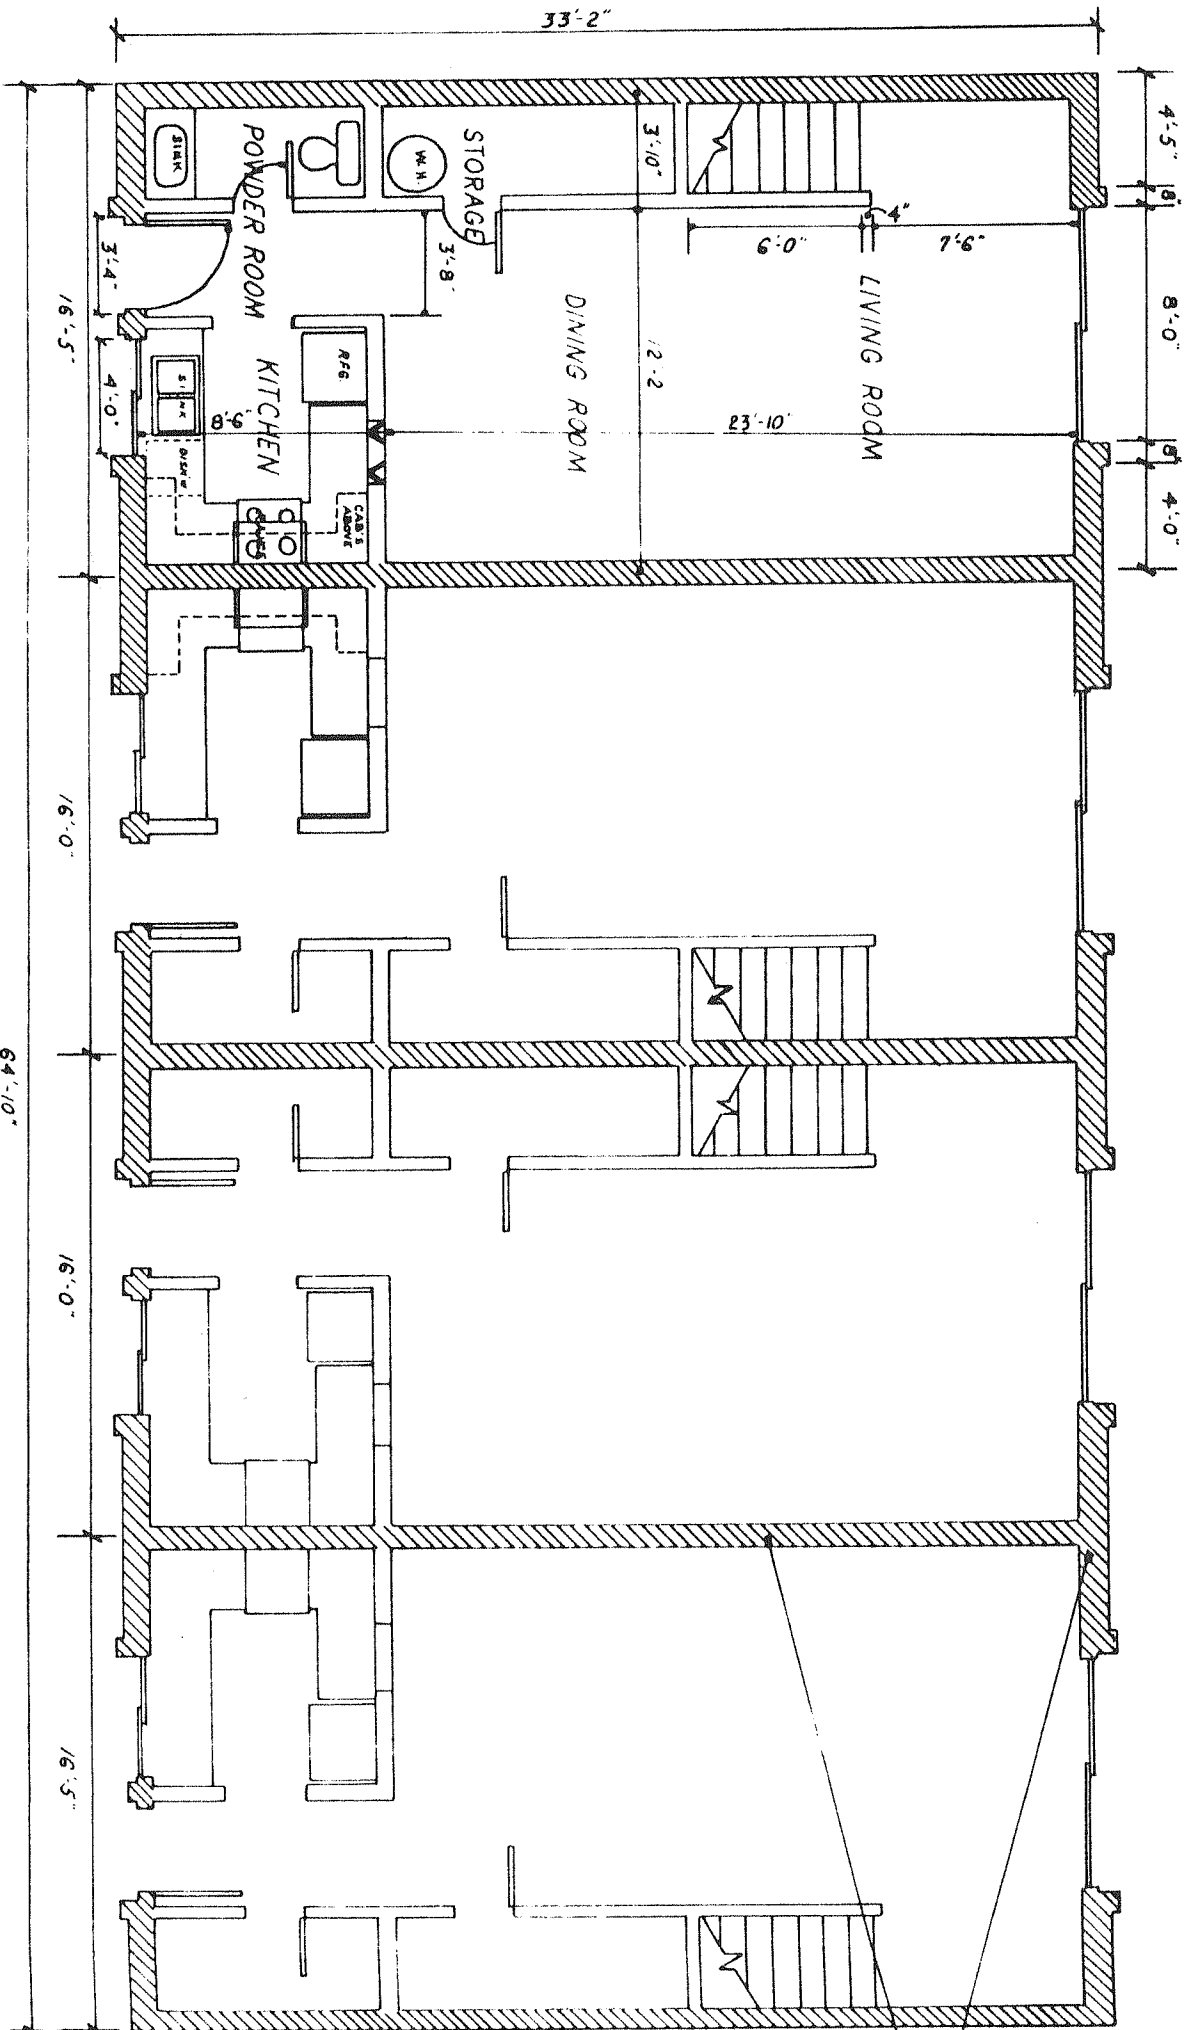 33'-2"
4'-5"
8"
8'-0"
8"
4'-0"
SINK
POWDER ROOM
W.H.
STORAGE
3'-10"
4"
6'-0"
7'-6"
3'-4"
3'-8"
LIVING ROOM
DINING ROOM
12-2
KITCHEN
RFG.
SINK
4'-0"
8'-6"
23'-10"
DISH W.
CAB'S
ABOVE
16'-5"
16'-0"
16'-0"
16'-5"
64'-10"